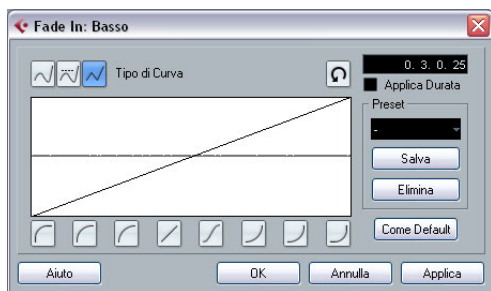 Fade In: Basso
Tipo di Curva
0. 3. 0. 25
Applica Durata
Preset
-
Salva
Elimina
Come Default
Aiuto
OK
Annulla
Applica